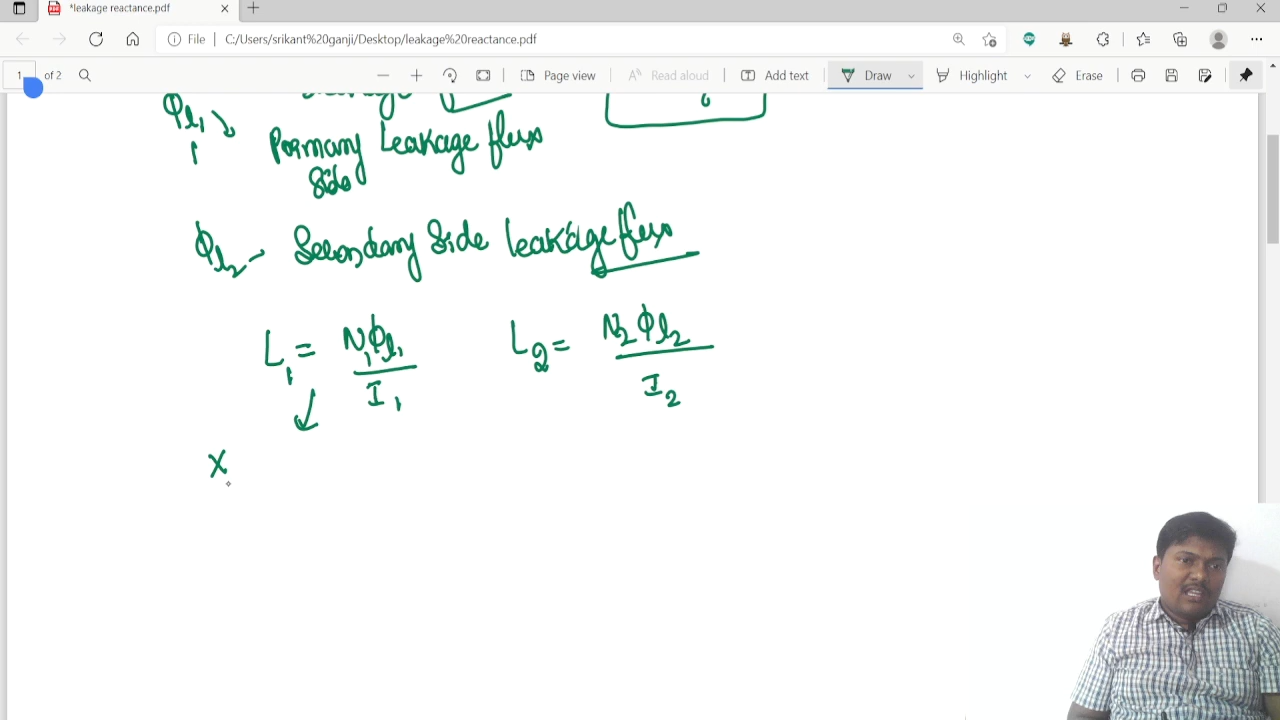 *leakage reactance.pdf
File C:/Users/srikant%20ganji/Desktop/leakage%20reactance.pdf
1 of 2 Page view Read aloud Add text Draw Highlight Erase
Φl₁
Primary Leakage flux
Side
Φl₂ - Secondary Side leakage flux
L₁ = N₁Φl₁ / I₁ L₂ = N₂Φl₂ / I₂
X